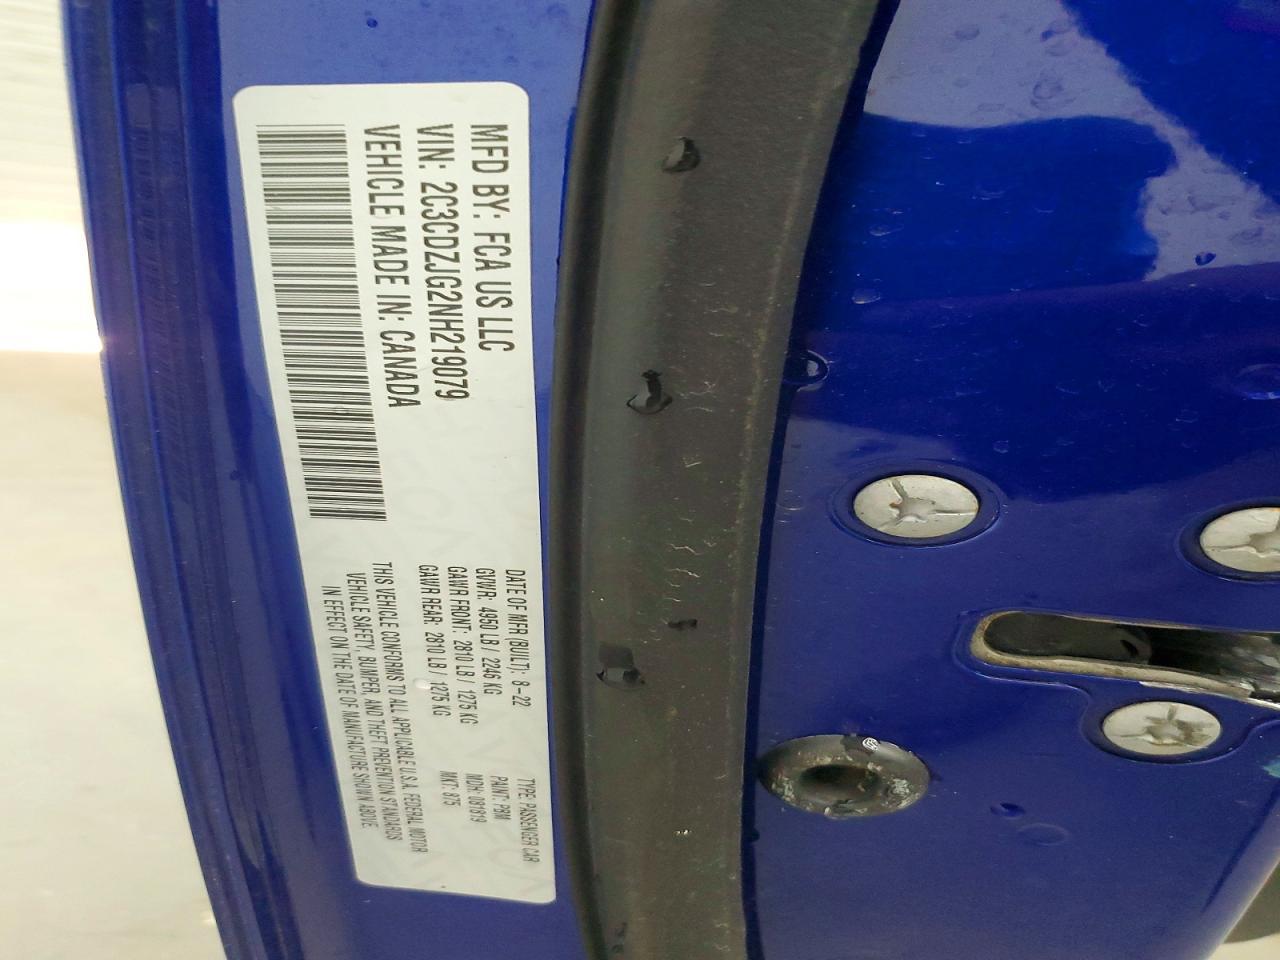 MFD BY: FCA US LLC
VIN: 2C3CDZJG2NH219079
VEHICLE MADE IN: CANADA
DATE OF MFR (BUILT): 8-22
GVWR: 4950 LB / 2246 KG
GAWR FRONT: 2810 LB / 1275 KG
GAWR REAR: 2810 LB / 1275 KG
TYPE: PASSENGER CAR
PAINT: PBM
MDH: 081819
MKT: 875
THIS VEHICLE CONFORMS TO ALL APPLICABLE U.S.A. FEDERAL MOTOR
VEHICLE SAFETY, BUMPER, AND THEFT PREVENTION STANDARDS
IN EFFECT ON THE DATE OF MANUFACTURE SHOWN ABOVE.